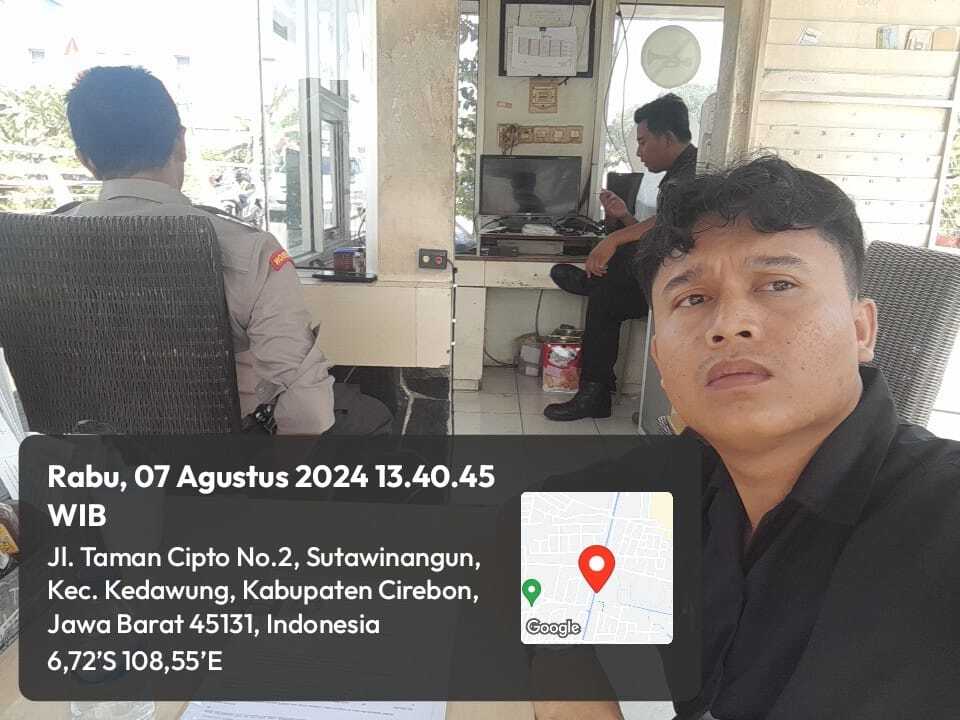 Rabu, 07 Agustus 2024 13.40.45
WIB
Jl. Taman Cipto No.2, Sutawinangun,
Kec. Kedawung, Kabupaten Cirebon,
Jawa Barat 45131, Indonesia
6,72'S 108,55'E
Google